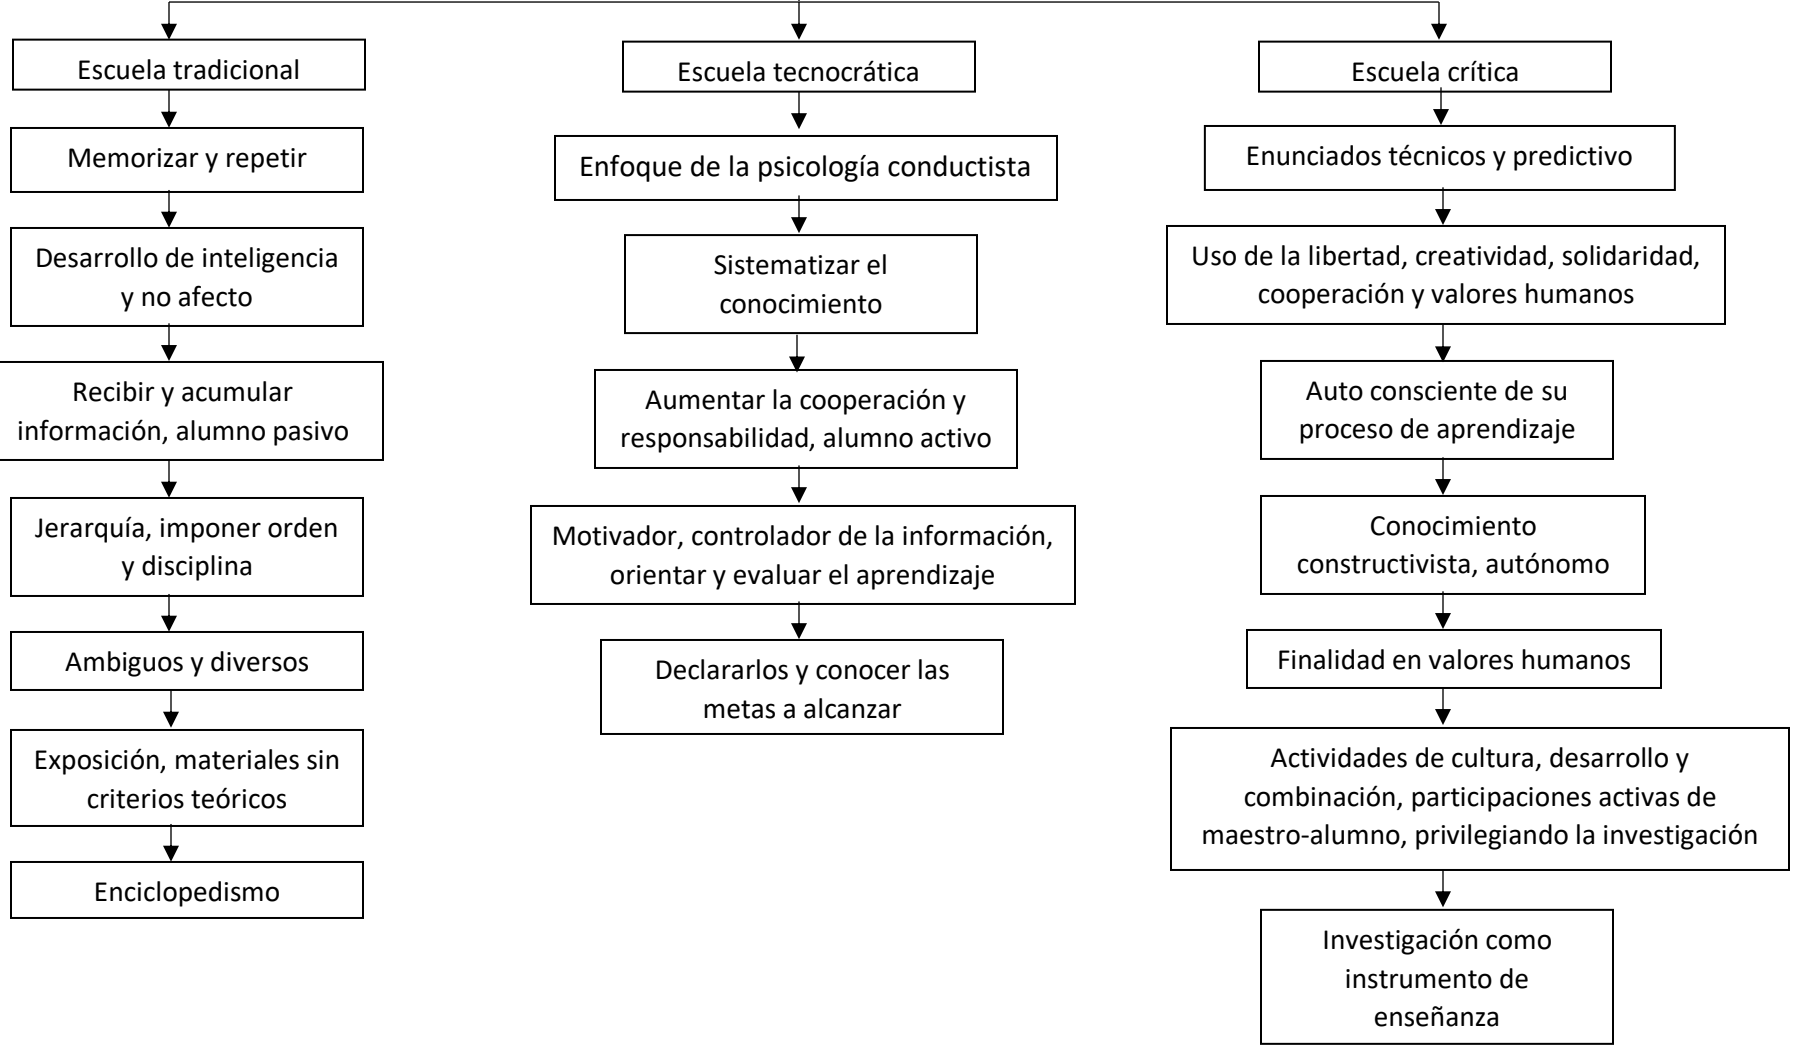 Escuela tradicional
Memorizar y repetir
Desarrollo de inteligencia
y no afecto
Recibir y acumular
información, alumno pasivo
Jerarquía, imponer orden
y disciplina
Ambiguos y diversos
Exposición, materiales sin
criterios teóricos
Enciclopedismo
Escuela tecnocrática
Enfoque de la psicología conductista
Sistematizar el
conocimiento
Aumentar la cooperación y
responsabilidad, alumno activo
Motivador, controlador de la información,
orientar y evaluar el aprendizaje
Declararlos y conocer las
metas a alcanzar
Escuela crítica
Enunciados técnicos y predictivo
Uso de la libertad, creatividad, solidaridad,
cooperación y valores humanos
Auto consciente de su
proceso de aprendizaje
Conocimiento
constructivista, autónomo
Finalidad en valores humanos
Actividades de cultura, desarrollo y
combinación, participaciones activas de
maestro-alumno, privilegiando la investigación
Investigación como
instrumento de
enseñanza